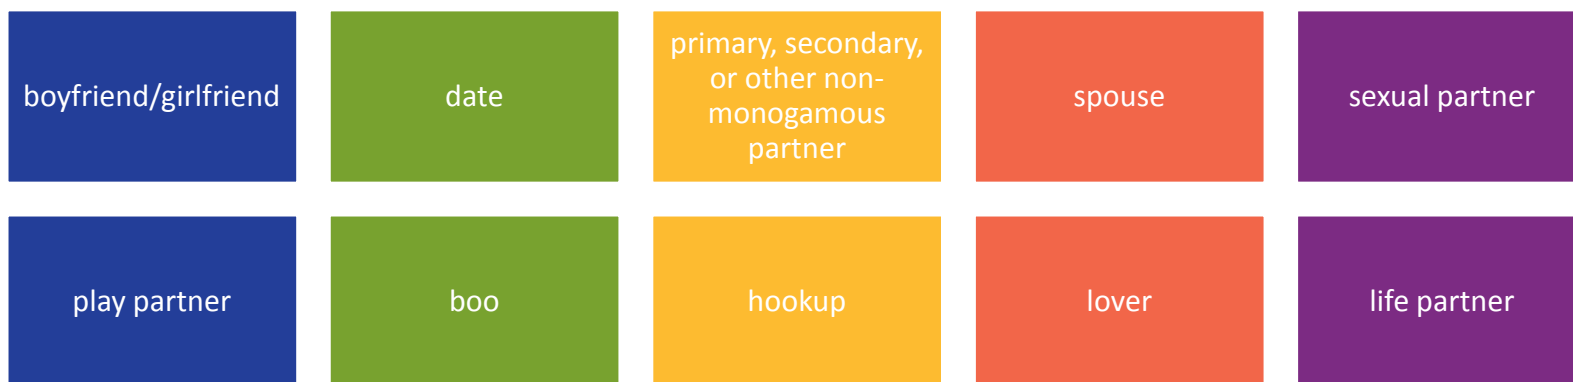 boyfriend/girlfriend
date
primary, secondary,
or other non-
monogamous
partner
spouse
sexual partner
play partner
boo
hookup
lover
life partner